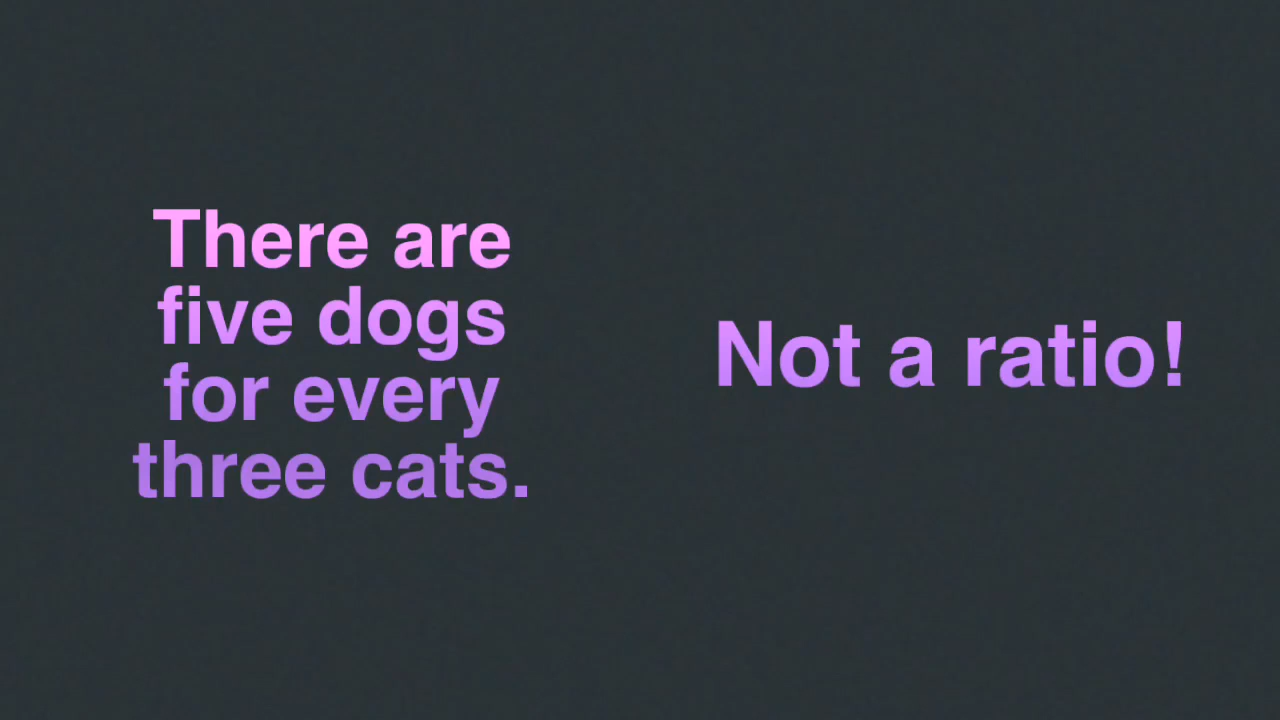 There are
five dogs
for every
three cats.
Not a ratio!